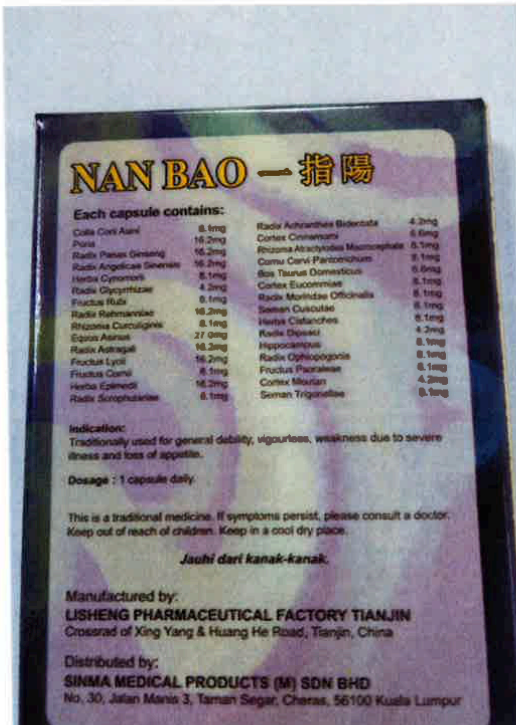 NAN BAO 一指陽
Each capsule contains:
Colla Corii Asini 8.1mg
Poria 16.2mg
Radix Panax Ginseng 16.2mg
Radix Angelicae Sinensis 16.2mg
Herba Cynomorii 8.1mg
Radix Glycyrrhizae 4.2mg
Fructus Rubi 8.1mg
Radix Rehmanniae 16.2mg
Rhizoma Curculiginis 8.1mg
Equus Asinus 27.0mg
Radix Astragali 16.2mg
Fructus Lycii 16.2mg
Fructus Corni 8.1mg
Herba Epimedii 16.2mg
Radix Scrophulariae 8.1mg
Radix Achranthes Bidentata 4.2mg
Cortex Cinnamomi 6.6mg
Rhizoma Atractylodes Macrocephale 8.1mg
Cornu Cervi Pantotrichum 8.1mg
Bos Taurus Domesticus 6.6mg
Cortex Eucommiae 8.1mg
Radix Morindae Officinalis 8.1mg
Seman Cuscutae 8.1mg
Herba Cistanches 8.1mg
Radix Dipsaci 4.2mg
Hippocampus 8.1mg
Radix Ophiopogonis 8.1mg
Fructus Psoraleae 8.1mg
Cortex Moutan
Seman Trigonellae 8.1mg
Indication:
Traditionally used for general debility, vigourless, weakness due to severe
illness and loss of appetite.
Dosage : 1 capsule daily.
This is a traditional medicine. If symptoms persist, please consult a doctor.
Keep out of reach of children. Keep in a cool dry place.
Jauhi dari kanak-kanak.
Manufactured by:
LISHENG PHARMACEUTICAL FACTORY TIANJIN
Crossrad of Xing Yang & Huang He Road, Tianjin, China
Distributed by:
SINMA MEDICAL PRODUCTS (M) SDN BHD
No. 30, Jalan Manis 3, Taman Segar, Cheras, 56100 Kuala Lumpur